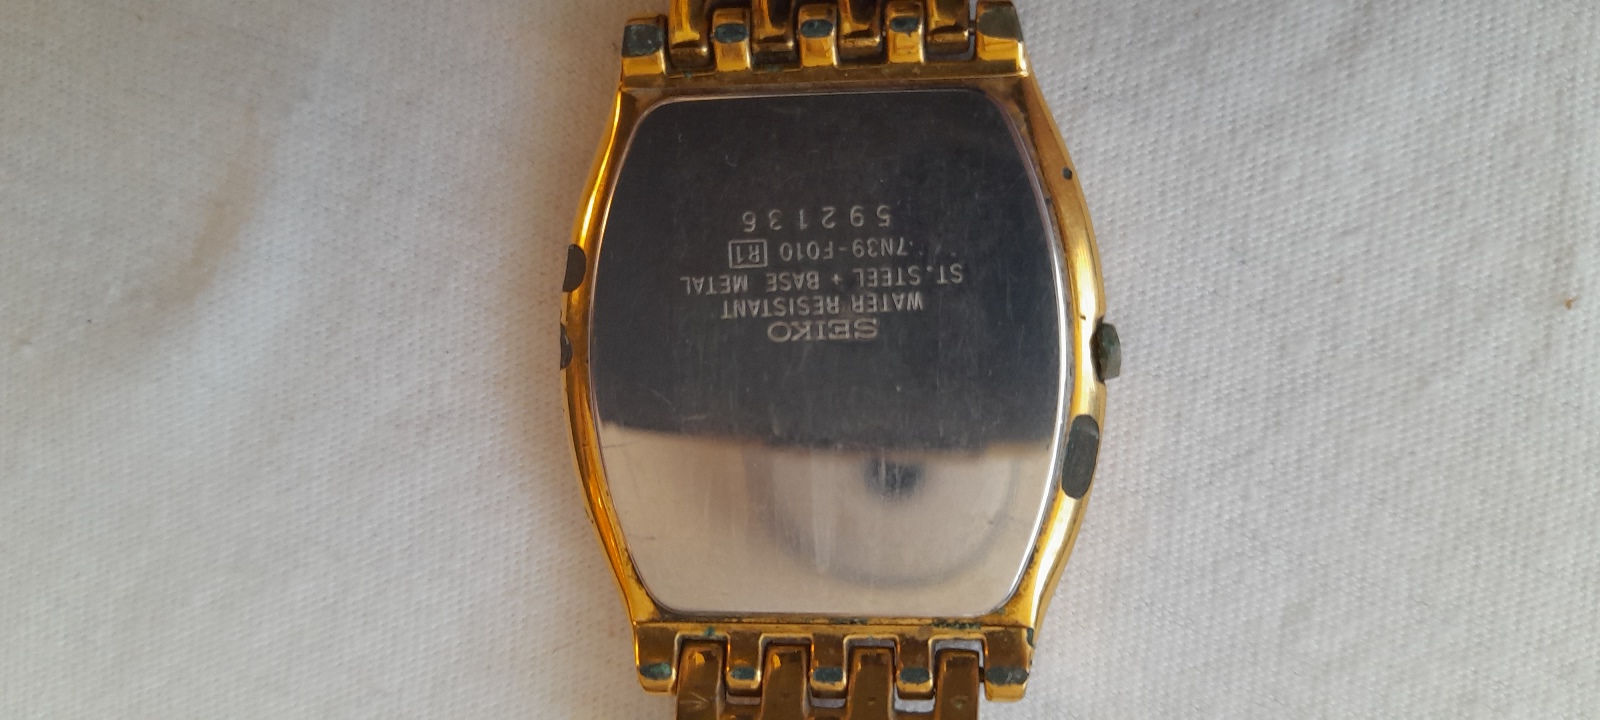 SEIKO
WATER RESISTANT
ST.STEEL + BASE METAL
7N39-F010 R1
592136